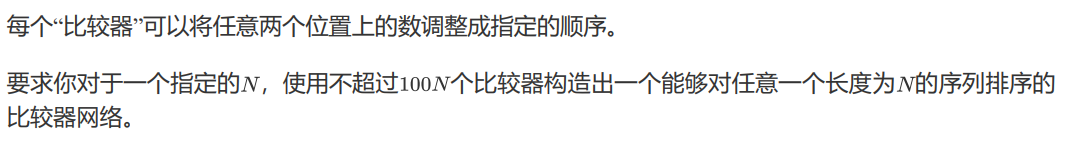 每个“比较器”可以将任意两个位置上的数调整成指定的顺序。
要求你对于一个指定的N，使用不超过100N个比较器构造出一个能够对任意一个长度为N的序列排序的
比较器网络。